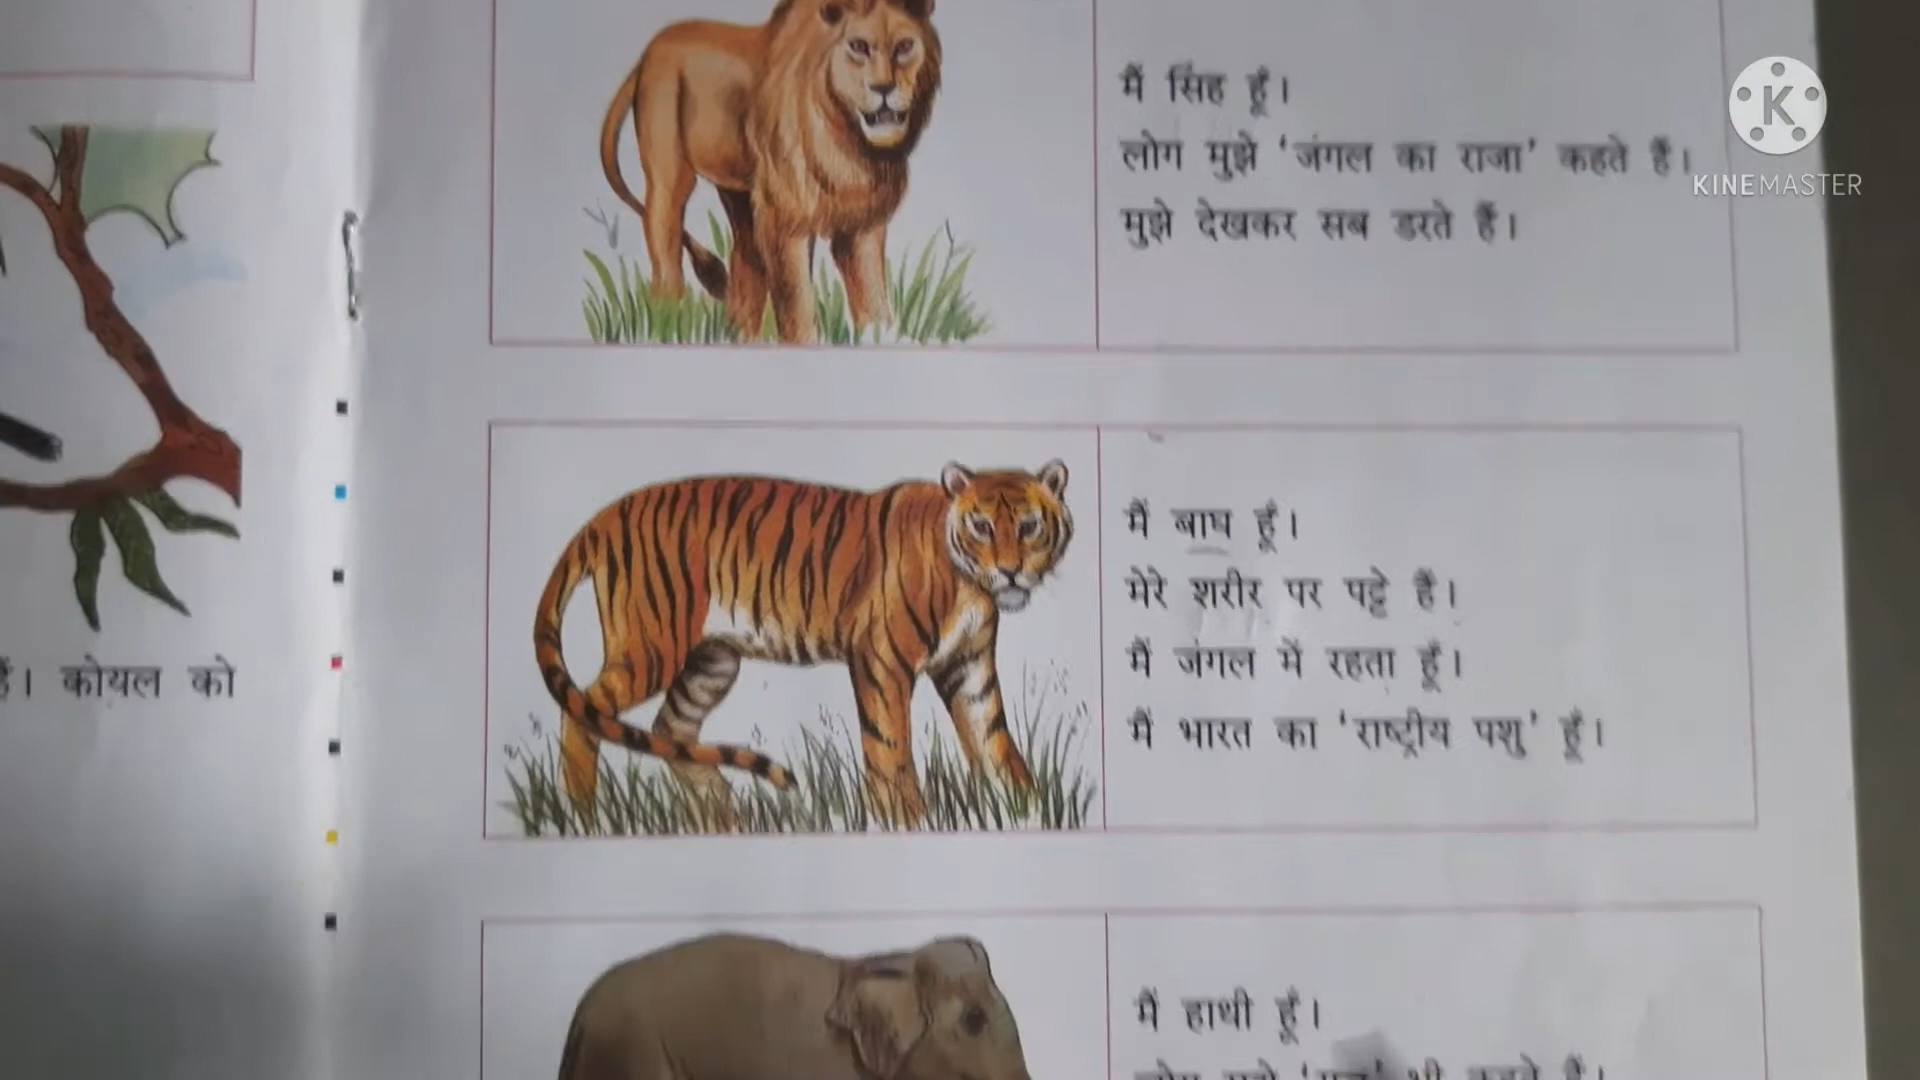 हैं। कोयल को
मैं सिंह हूँ।
लोग मुझे ‘जंगल का राजा’ कहते हैं।
मुझे देखकर सब डरते हैं।
मैं बाघ हूँ।
मेरे शरीर पर पट्टे हैं।
मैं जंगल में रहता हूँ।
मैं भारत का ‘राष्ट्रीय पशु’ हूँ।
मैं हाथी हूँ।
K
KINEMASTER